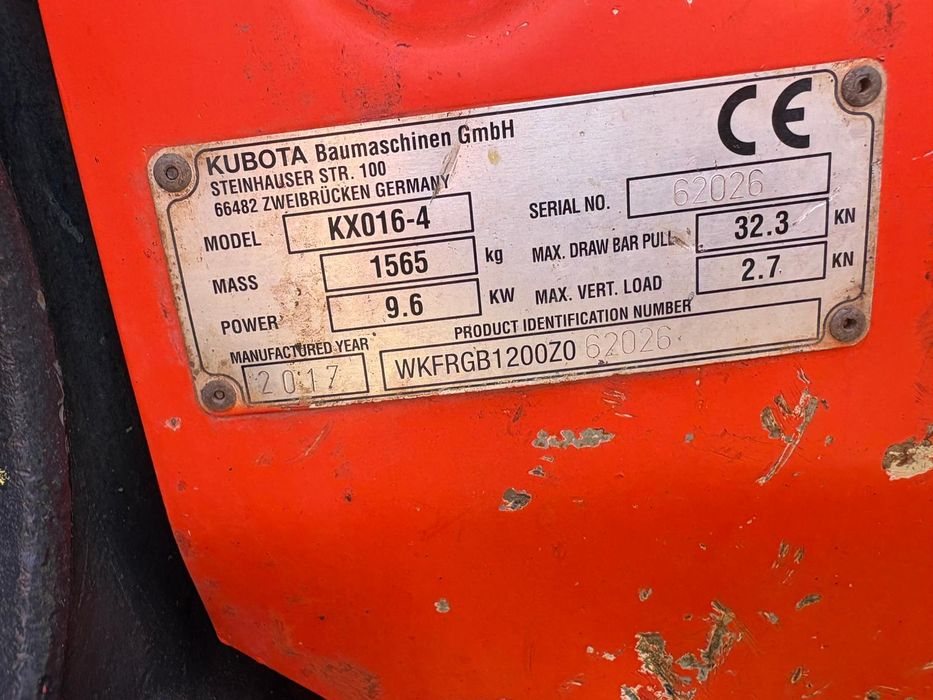 KUBOTA Baumaschinen GmbH
STEINHAUSER STR. 100
66482 ZWEIBRÜCKEN GERMANY
CE
MODEL KX016-4
SERIAL NO. 62026
MASS 1565 kg
MAX. DRAW BAR PULL 32.3 KN
POWER 9.6 KW
MAX. VERT. LOAD 2.7 KN
MANUFACTURED YEAR
2017
PRODUCT IDENTIFICATION NUMBER
WKFRGB1200Z0 62026